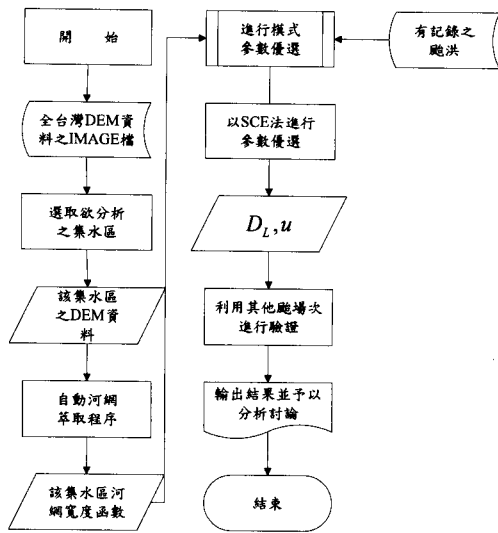 開　始
全台灣DEM資
料之IMAGE檔
選取欲分析
之集水區
該集水區
之DEM資
料
自動河網
萃取程序
該集水區河
網寬度函數
進行模式
參數優選
有記錄之
颱洪
以SCE法進行
參數優選
D_L,u
利用其他颱場次
進行驗證
輸出結果並予以
分析討論
結束